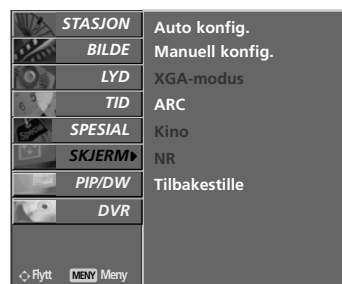 STASJON
BILDE
LYD
TID
SPESIAL
SKJERM
PIP/DW
DVR
Flytt MENY Meny
Auto konfig.
Manuell konfig.
XGA-modus
ARC
Kino
NR
Tilbakestille